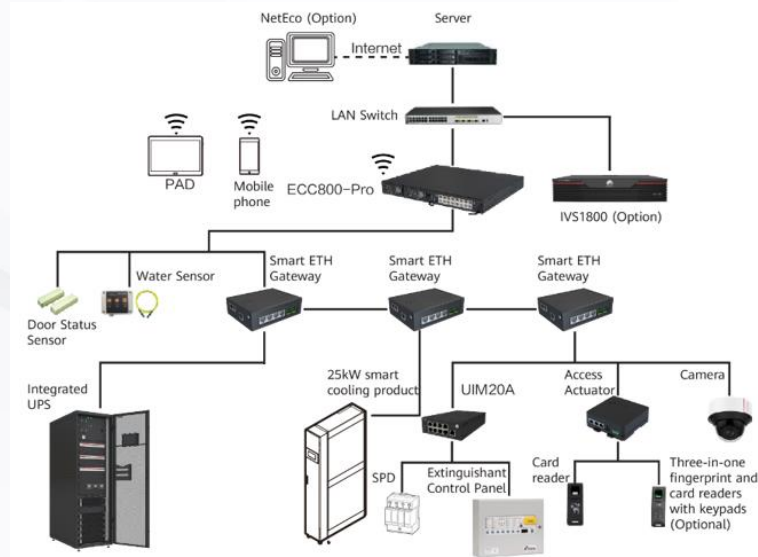 NetEco (Option)
Server
Internet
LAN Switch
PAD
Mobile
phone
ECC800-Pro
IVS1800 (Option)
Water Sensor
Smart ETH
Gateway
Smart ETH
Gateway
Smart ETH
Gateway
Door Status
Sensor
Integrated
UPS
25kW smart
cooling product
UIM20A
Access
Actuator
Camera
SPD
Extinguishant
Control Panel
Card
reader
Three-in-one
fingerprint and
card readers
with keypads
(Optional)